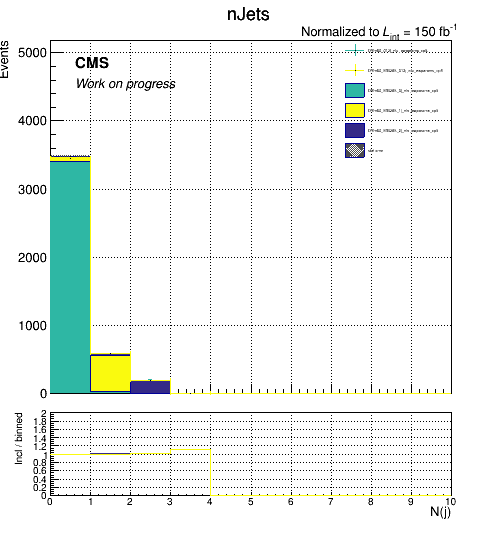 nJets
Normalized to Lint = 150 fb-1
Events
CMS
Work on progress
5000
4000
3000
2000
1000
0
Incl / binned
2
1.8
1.6
1.4
1.2
1
0.8
0.6
0.4
0.2
0
0 1 2 3 4 5 6 7 8 9 10
N(j)